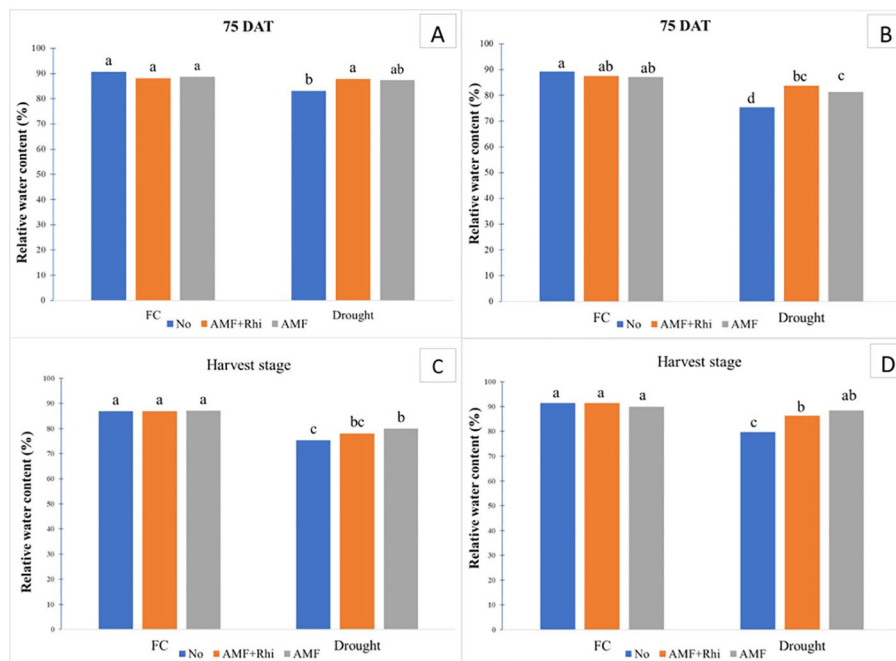 75 DAT
A
Relative water content (%)
100
90
80
70
60
50
40
30
20
10
0
a a a b a ab
FC Drought
No AMF+Rhi AMF
75 DAT
B
Relative water content (%)
100
90
80
70
60
50
40
30
20
10
0
a ab ab d bc c
FC Drought
No AMF+Rhi AMF
Harvest stage
C
Relative water content (%)
100
90
80
70
60
50
40
30
20
10
0
a a a c bc b
FC Drought
No AMF+Rhi AMF
Harvest stage
D
Relative water content (%)
100
90
80
70
60
50
40
30
20
10
0
a a a c b ab
FC Drought
No AMF+Rhi AMF